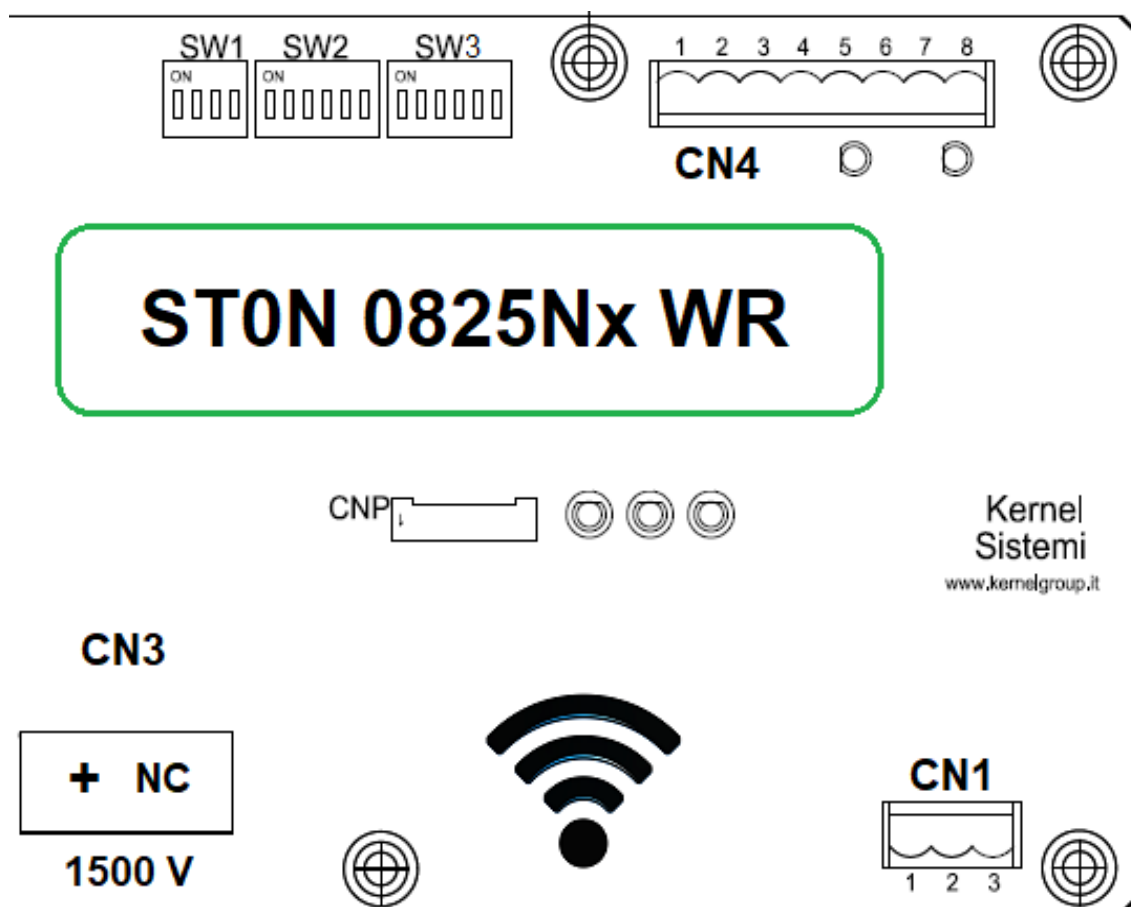 SW1 SW2 SW3
ON ON ON
1 2 3 4 5 6 7 8
CN4
ST0N 0825Nx WR
CNP
1
Kernel
Sistemi
www.kernelgroup.it
CN3
+ NC
1500 V
CN1
1 2 3